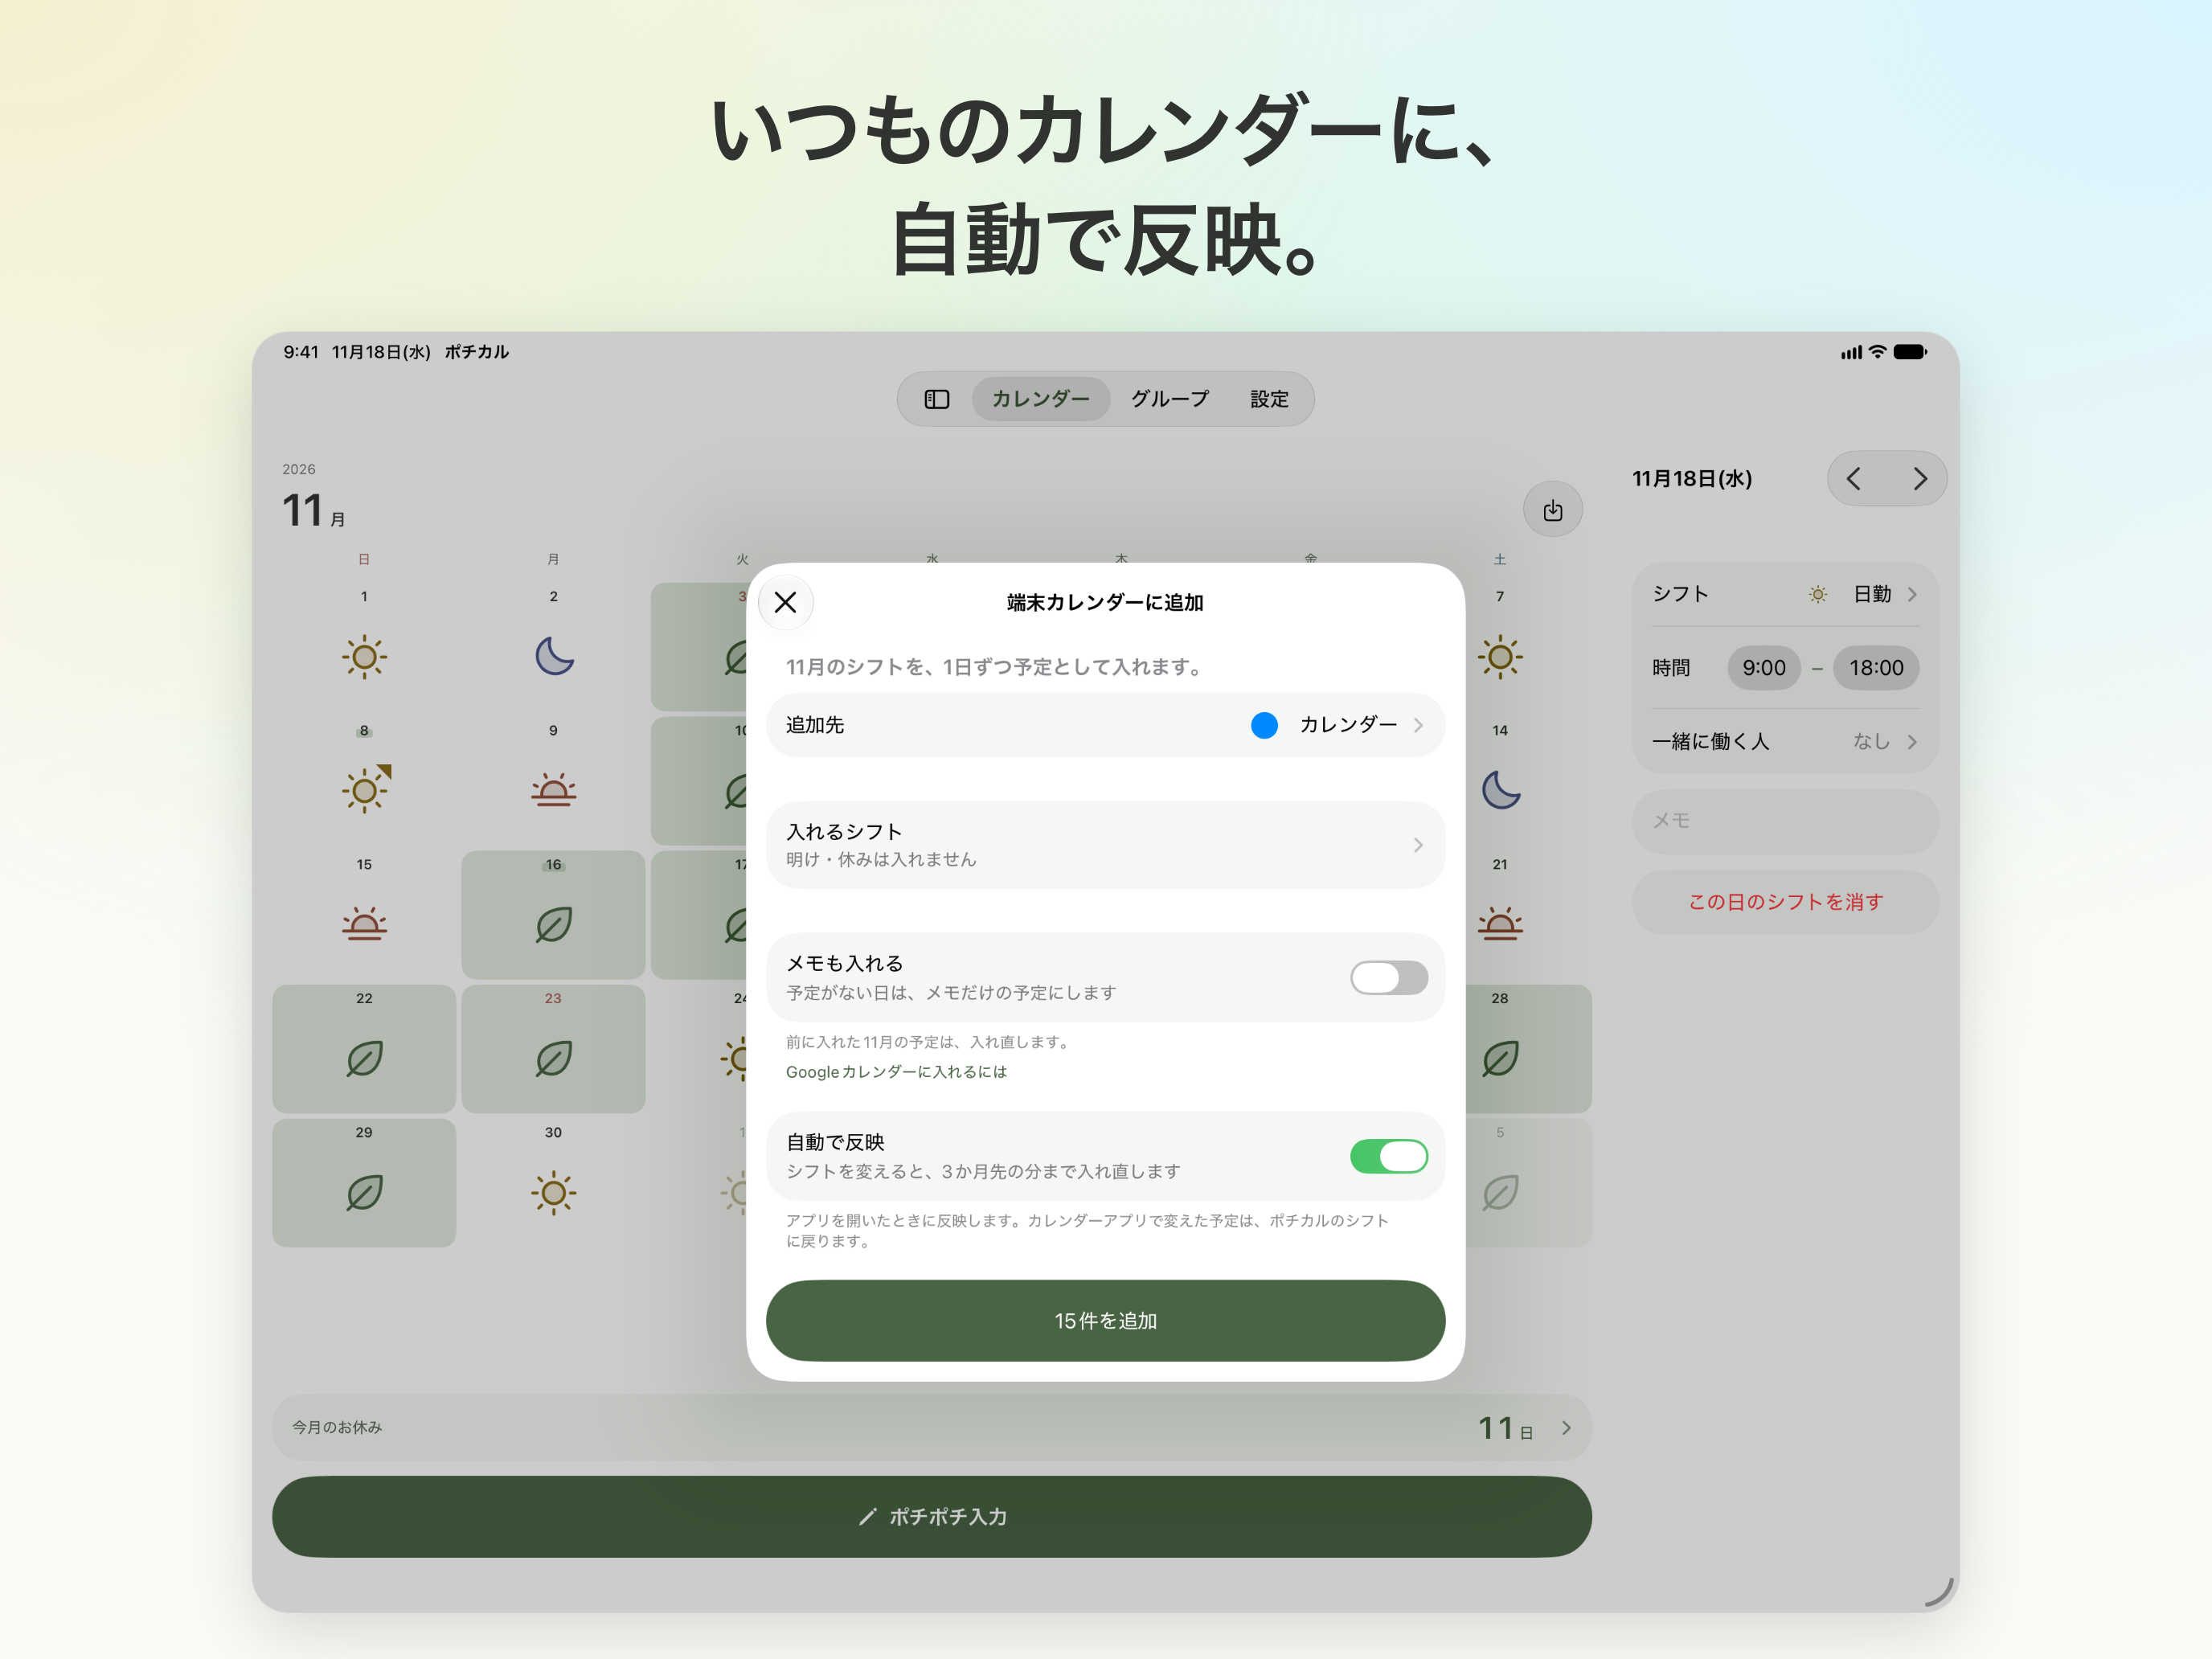 いつものカレンダーに、
自動で反映。
9:41 11月18日(水) ポチカル
カレンダー グループ 設定
2026
11月
11月18日(水)
日 月 火 水 木 金 土
1 2 3 7
8 9 10 14
15 16 17 21
22 23 24 28
29 30 1 5
端末カレンダーに追加
11月のシフトを、1日ずつ予定として入れます。
追加先 カレンダー
入れるシフト
明け・休みは入れません
メモも入れる
予定がない日は、メモだけの予定にします
前に入れた11月の予定は、入れ直します。
Googleカレンダーに入れるには
自動で反映
シフトを変えると、3か月先の分まで入れ直します
アプリを開いたときに反映します。カレンダーアプリで変えた予定は、ポチカルのシフト
に戻ります。
15件を追加
シフト 日勤
時間 9:00 – 18:00
一緒に働く人 なし
メモ
この日のシフトを消す
今月のお休み 11日
ポチポチ入力